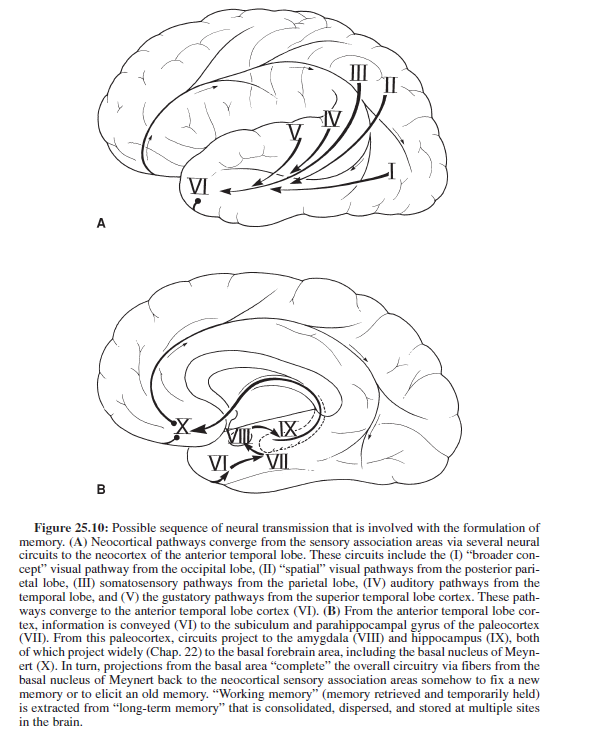 III
II
IV
V
I
VI
A
X
VIII
IX
VI
VII
B
Figure 25.10: Possible sequence of neural transmission that is involved with the formulation of
memory. (A) Neocortical pathways converge from the sensory association areas via several neural
circuits to the neocortex of the anterior temporal lobe. These circuits include the (I) “broader con-
cept” visual pathway from the occipital lobe, (II) “spatial” visual pathways from the posterior pari-
etal lobe, (III) somatosensory pathways from the parietal lobe, (IV) auditory pathways from the
temporal lobe, and (V) the gustatory pathways from the superior temporal lobe cortex. These path-
ways converge to the anterior temporal lobe cortex (VI). (B) From the anterior temporal lobe cor-
tex, information is conveyed (VI) to the subiculum and parahippocampal gyrus of the paleocortex
(VII). From this paleocortex, circuits project to the amygdala (VIII) and hippocampus (IX), both
of which project widely (Chap. 22) to the basal forebrain area, including the basal nucleus of Meyn-
ert (X). In turn, projections from the basal area “complete” the overall circuitry via fibers from the
basal nucleus of Meynert back to the neocortical sensory association areas somehow to fix a new
memory or to elicit an old memory. “Working memory” (memory retrieved and temporarily held)
is extracted from “long-term memory” that is consolidated, dispersed, and stored at multiple sites
in the brain.